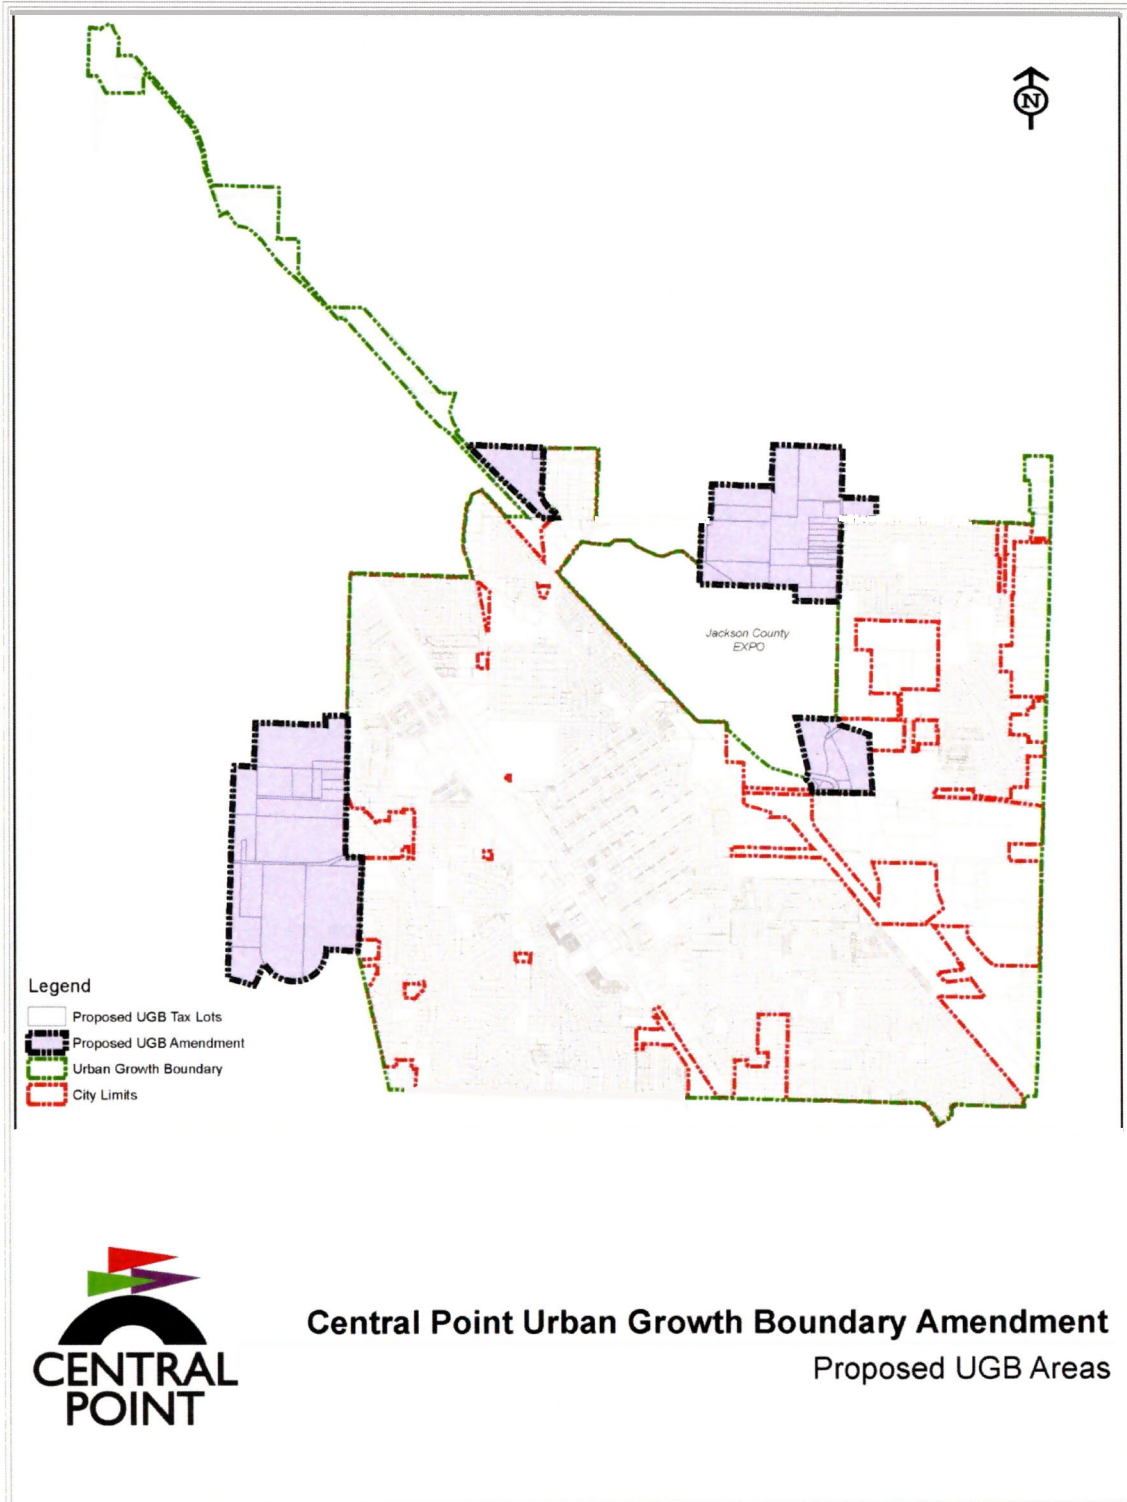 N
Jackson County
EXPO
Legend
Proposed UGB Tax Lots
Proposed UGB Amendment
Urban Growth Boundary
City Limits
CENTRAL
POINT
Central Point Urban Growth Boundary Amendment
Proposed UGB Areas